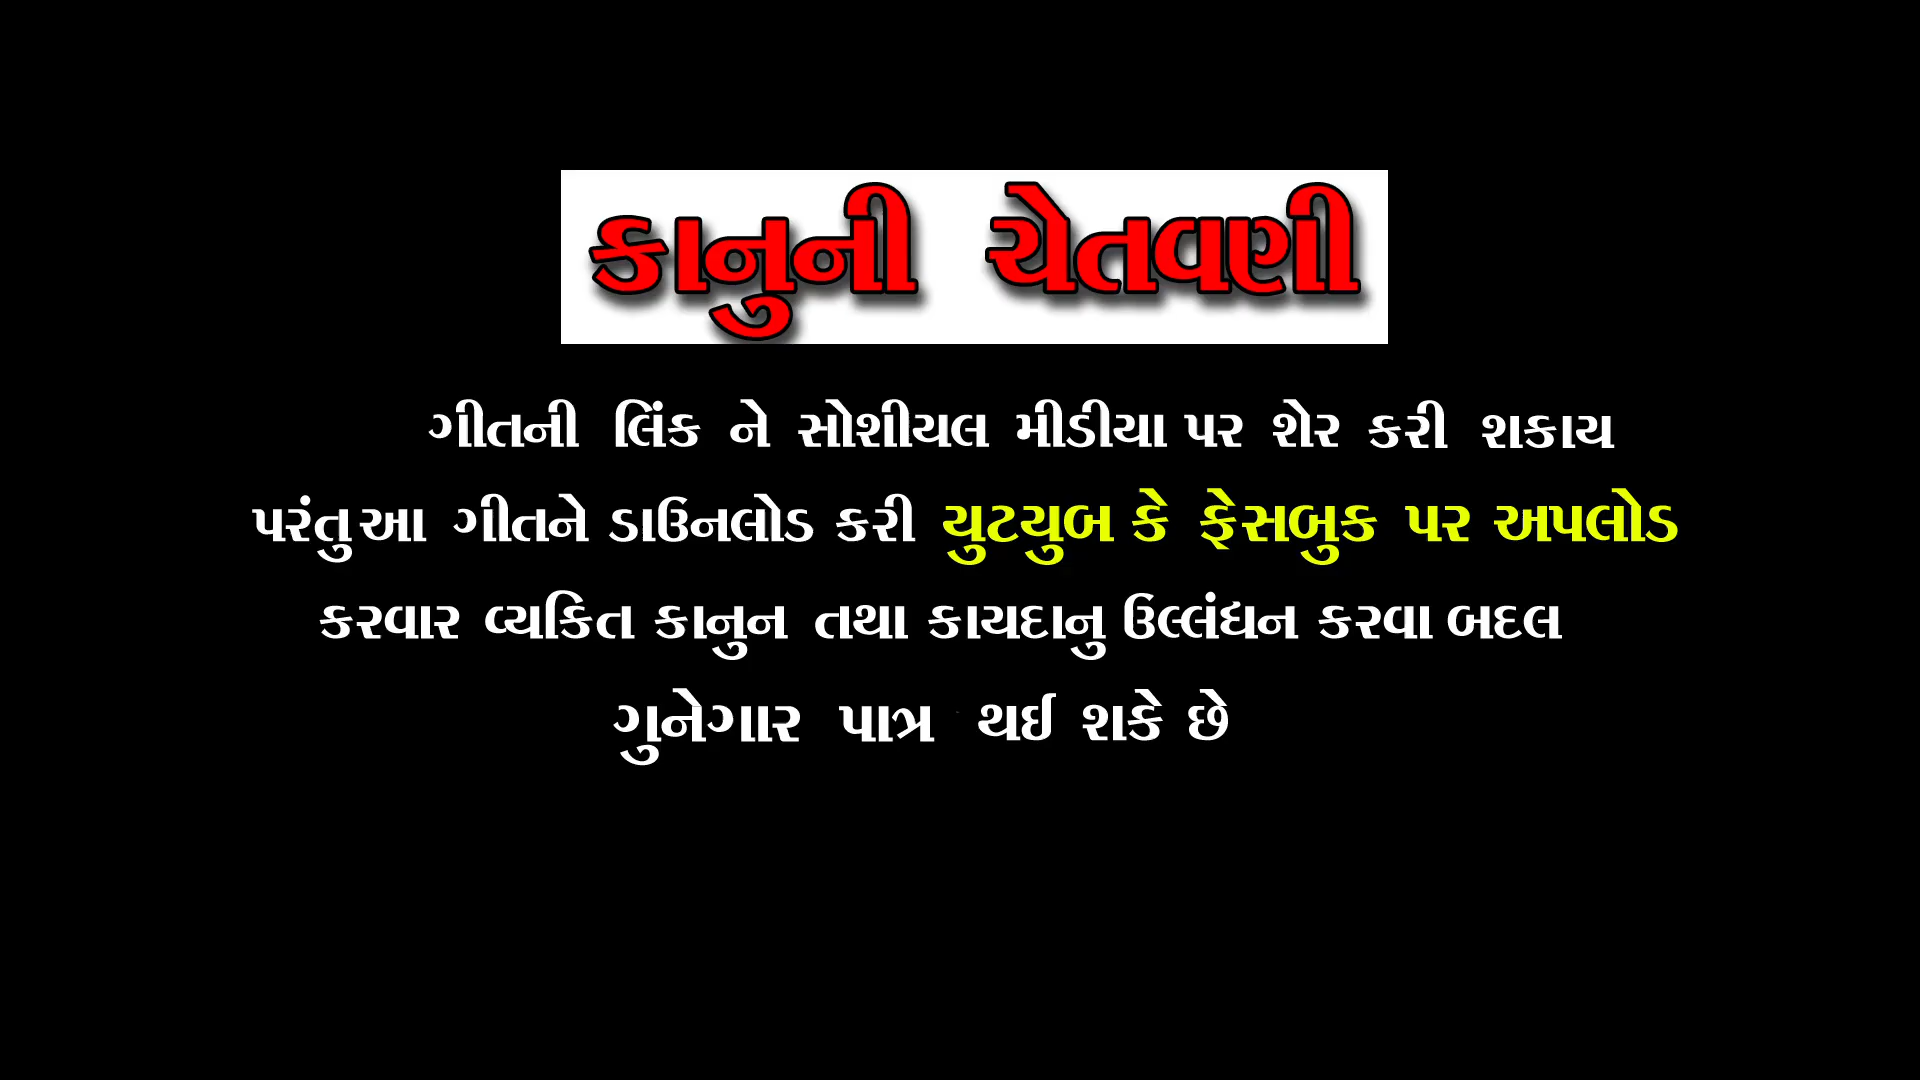 કાનુની ચેતવણી
ગીતની લિંક ને સોશીયલ મીડીયા પર શેર કરી શકાય
પરંતુ આ ગીતને ડાઉનલોડ કરી યુટયુબ કે ફેસબુક પર અપલોડ
કરવાર વ્યકિત કાનુન તથા કાયદાનુ ઉલ્લંઘન કરવા બદલ
ગુનેગાર પાત્ર થઈ શકે છે